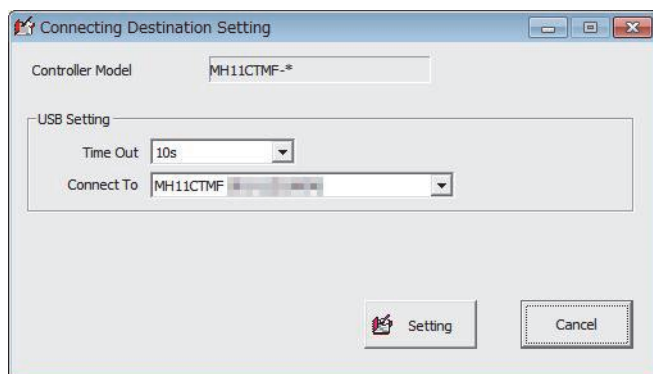 Connecting Destination Setting
Controller Model MH11CTMF-*
USB Setting
Time Out 10s
Connect To MH11CTMF
Setting Cancel